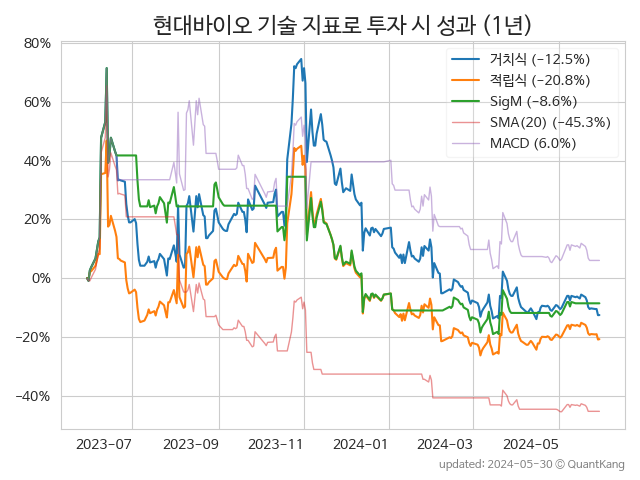 현대바이오 기술 지표로 투자 시 성과 (1년)
80%
60%
40%
20%
0%
−20%
−40%
거치식 (−12.5%)
적립식 (−20.8%)
SigM (−8.6%)
SMA(20) (−45.3%)
MACD (6.0%)
2023-07 2023-09 2023-11 2024-01 2024-03 2024-05
updated: 2024-05-30 ⓒ QuantKang